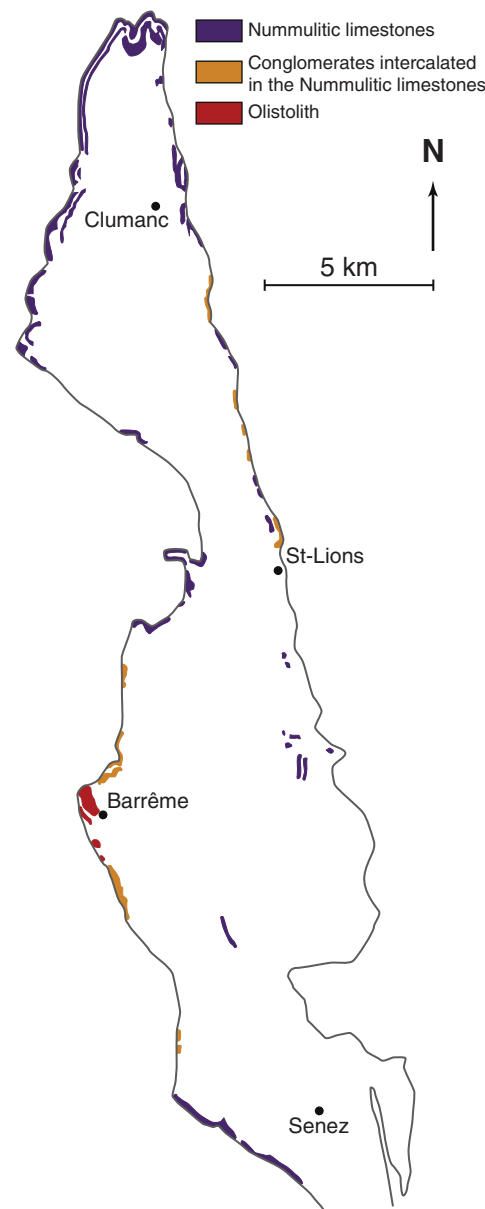 Nummulitic limestones
Conglomerates intercalated
in the Nummulitic limestones
Olistolith
N
Clumanc
5 km
St-Lions
Barrême
Senez